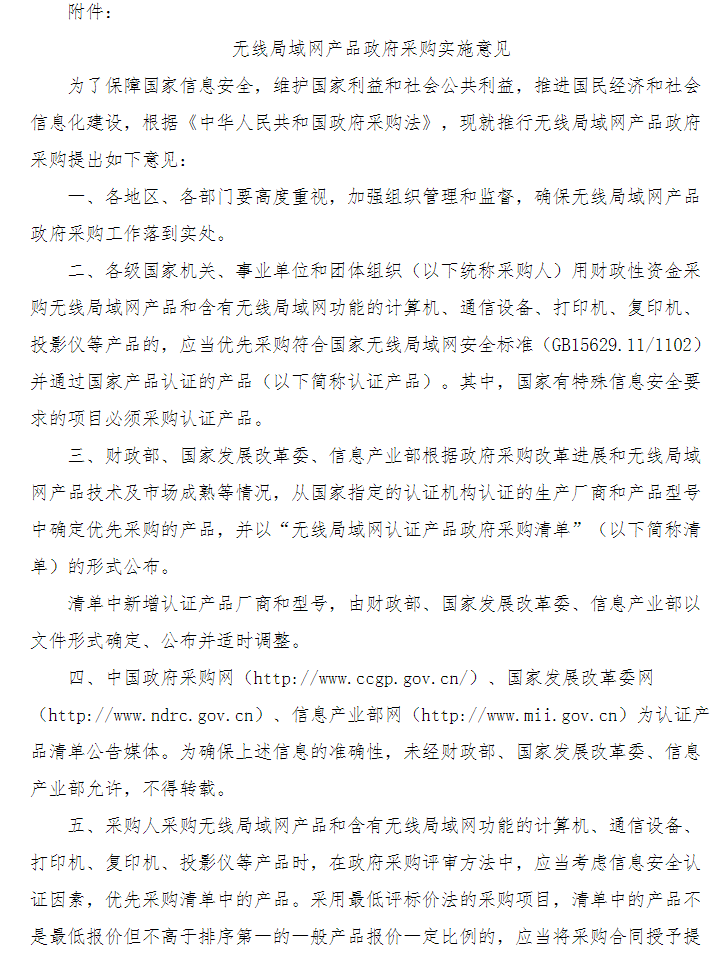 附件：
无线局域网产品政府采购实施意见
为了保障国家信息安全，维护国家利益和社会公共利益，推进国民经济和社会
信息化建设，根据《中华人民共和国政府采购法》，现就推行无线局域网产品政府
采购提出如下意见：
一、各地区、各部门要高度重视，加强组织管理和监督，确保无线局域网产品
政府采购工作落到实处。
二、各级国家机关、事业单位和团体组织（以下统称采购人）用财政性资金采
购无线局域网产品和含有无线局域网功能的计算机、通信设备、打印机、复印机、
投影仪等产品的，应当优先采购符合国家无线局域网安全标准（GB15629.11/1102）
并通过国家产品认证的产品（以下简称认证产品）。其中，国家有特殊信息安全要
求的项目必须采购认证产品。
三、财政部、国家发展改革委、信息产业部根据政府采购改革进展和无线局域
网产品技术及市场成熟等情况，从国家指定的认证机构认证的生产厂商和产品型号
中确定优先采购的产品，并以“无线局域网认证产品政府采购清单”（以下简称清
单）的形式公布。
清单中新增认证产品厂商和型号，由财政部、国家发展改革委、信息产业部以
文件形式确定、公布并适时调整。
四、中国政府采购网（http://www.ccgp.gov.cn/）、国家发展改革委网
（http://www.ndrc.gov.cn）、信息产业部网（http://www.mii.gov.cn）为认证产
品清单公告媒体。为确保上述信息的准确性，未经财政部、国家发展改革委、信息
产业部允许，不得转载。
五、采购人采购无线局域网产品和含有无线局域网功能的计算机、通信设备、
打印机、复印机、投影仪等产品时，在政府采购评审方法中，应当考虑信息安全认
证因素，优先采购清单中的产品。采用最低评标价法的采购项目，清单中的产品不
是最低报价但不高于排序第一的一般产品报价一定比例的，应当将采购合同授予提